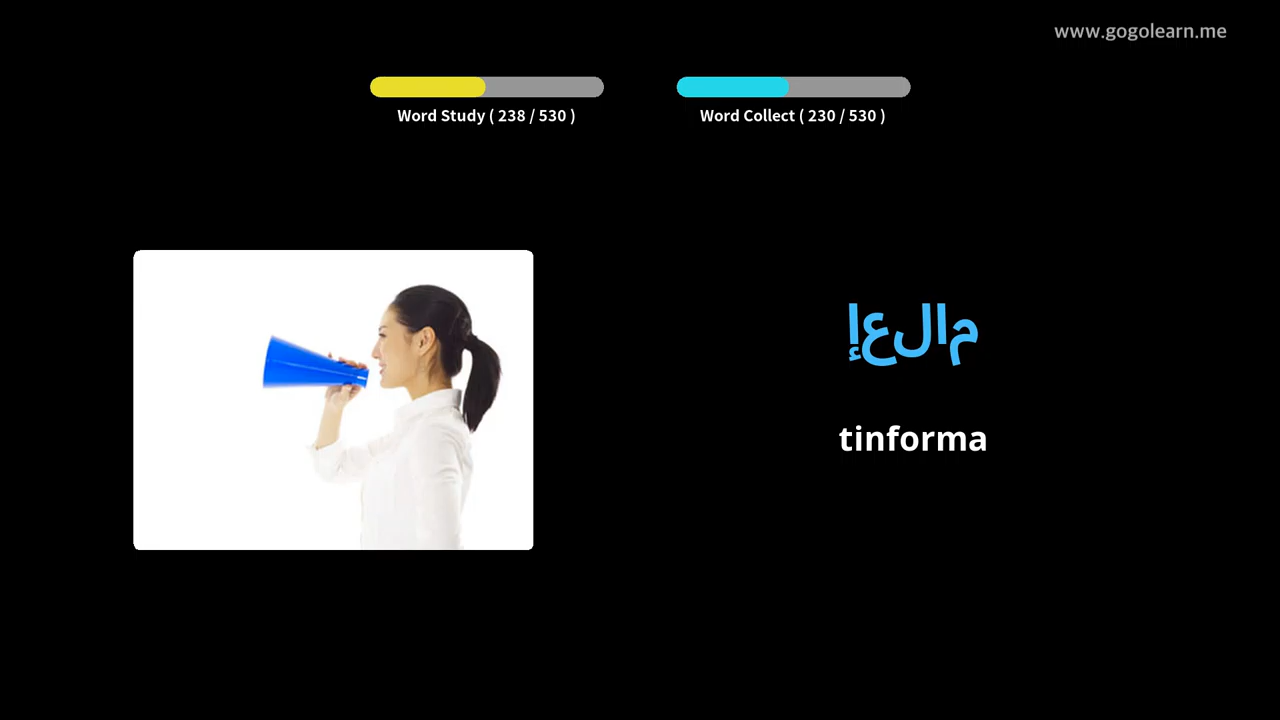 www.gogolearn.me
Word Study ( 238 / 530 )
Word Collect ( 230 / 530 )
إعلام
tinforma